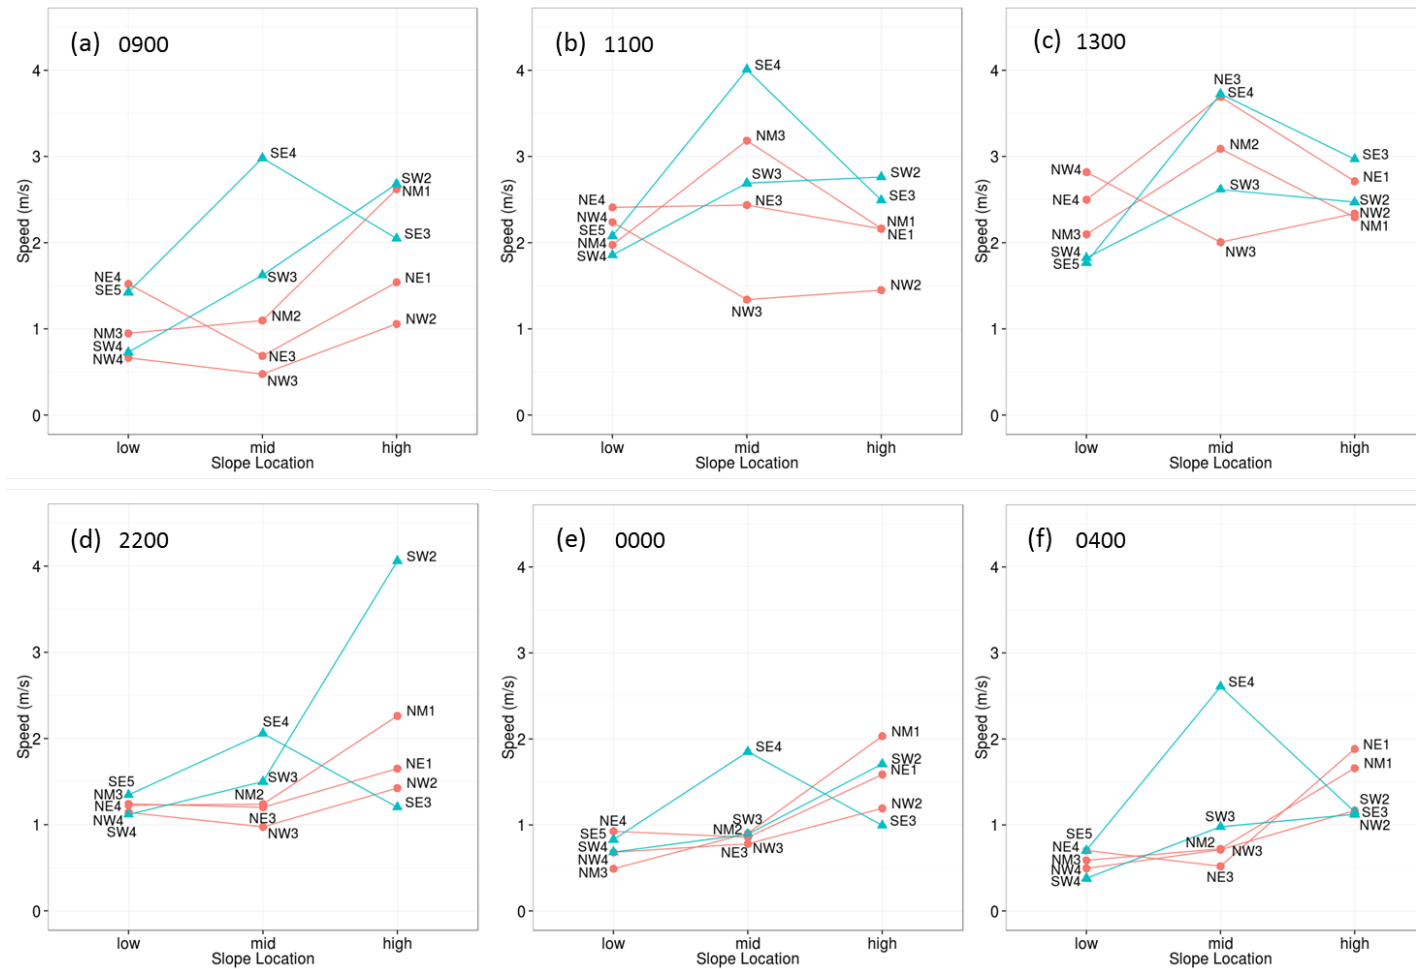 (a) 0900
4
3
2
1
0
Speed (m/s)
SE4
SW2
NM1
SE3
NE4
SE5
SW3
NE1
NM3
NM2
NW2
SW4
NW4
NE3
NW3
low mid high
Slope Location
(b) 1100
4
3
2
1
0
Speed (m/s)
SE4
NM3
SW3
SW2
NE4
NE3
SE3
NW4
SE5
NM4
SW4
NM1
NE1
NW3
NW2
low mid high
Slope Location
(c) 1300
4
3
2
1
0
Speed (m/s)
NE3
SE4
NM2
SE3
NW4
SW3
NE1
NE4
SW2
NW2
NM1
NM3
SW4
SE5
NW3
low mid high
Slope Location
(d) 2200
4
3
2
1
0
Speed (m/s)
SW2
SE4
NM1
SE5
NM3
NE4
NW4
SW4
SW3
NM2
NE3
NW3
NE1
NW2
SE3
low mid high
Slope Location
(e) 0000
4
3
2
1
0
Speed (m/s)
SE4
NM1
SW2
NE1
NE4
SE5
SW4
NW4
NM3
SW3
NM2
NE3
NW3
NW2
SE3
low mid high
Slope Location
(f) 0400
4
3
2
1
0
Speed (m/s)
SE4
NE1
NM1
SE5
NE4
NM3
NW4
SW4
SW3
NM2
NW3
NE3
SW2
SE3
NW2
low mid high
Slope Location